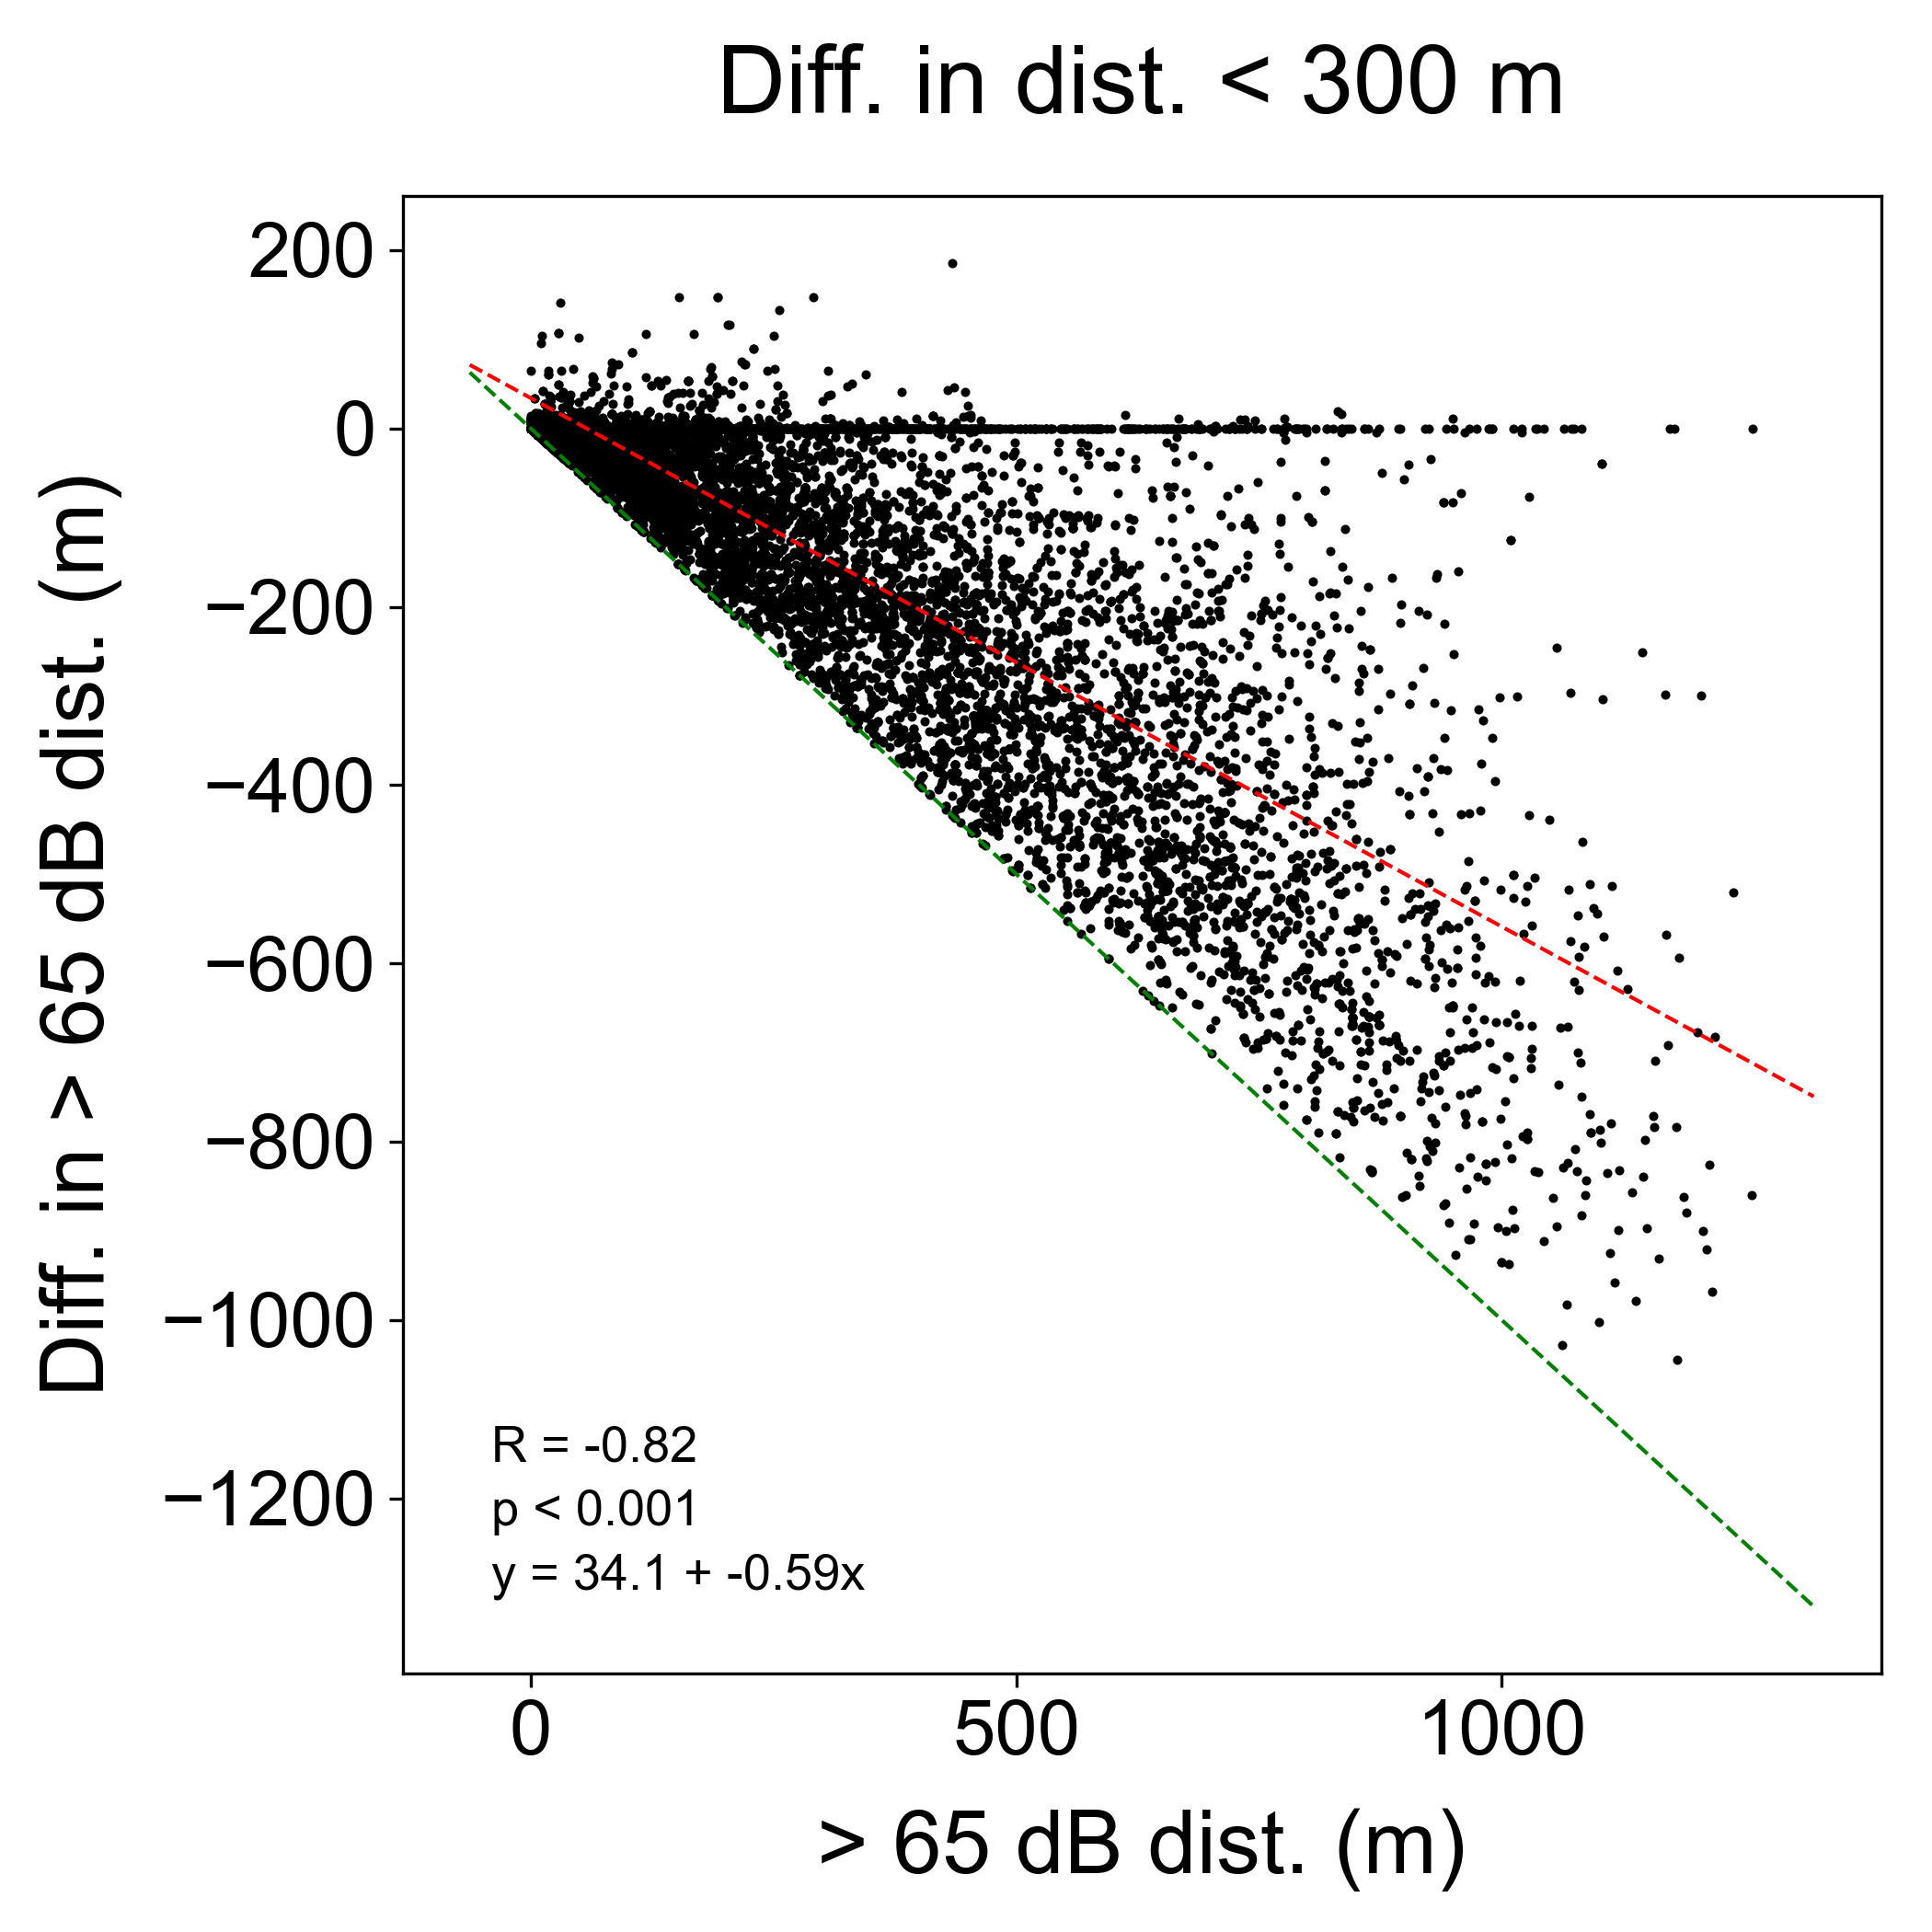 Diff. in dist. < 300 m
Diff. in > 65 dB dist. (m)
200
0
−200
−400
−600
−800
−1000
−1200
R = -0.82
p < 0.001
y = 34.1 + -0.59x
0 500 1000
> 65 dB dist. (m)